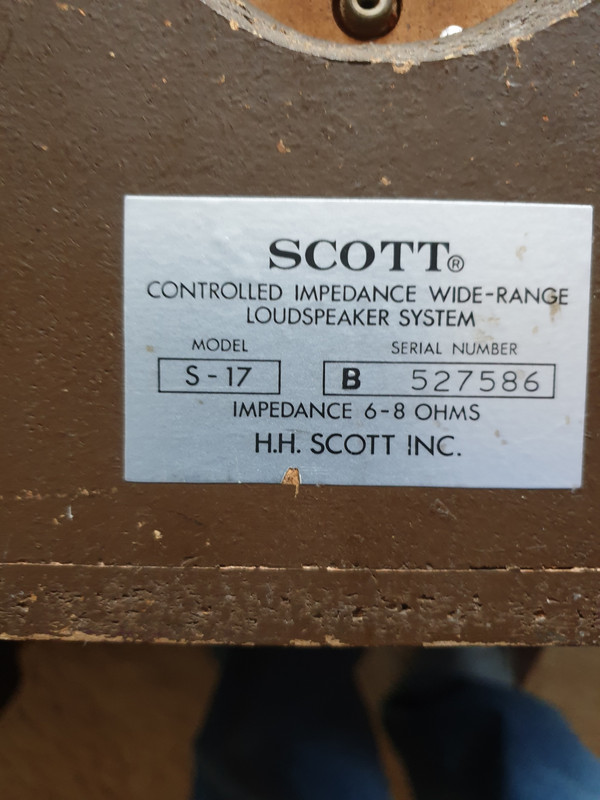 SCOTT®
CONTROLLED IMPEDANCE WIDE-RANGE
LOUDSPEAKER SYSTEM
MODEL SERIAL NUMBER
S-17 B 527586
IMPEDANCE 6-8 OHMS
H.H. SCOTT INC.